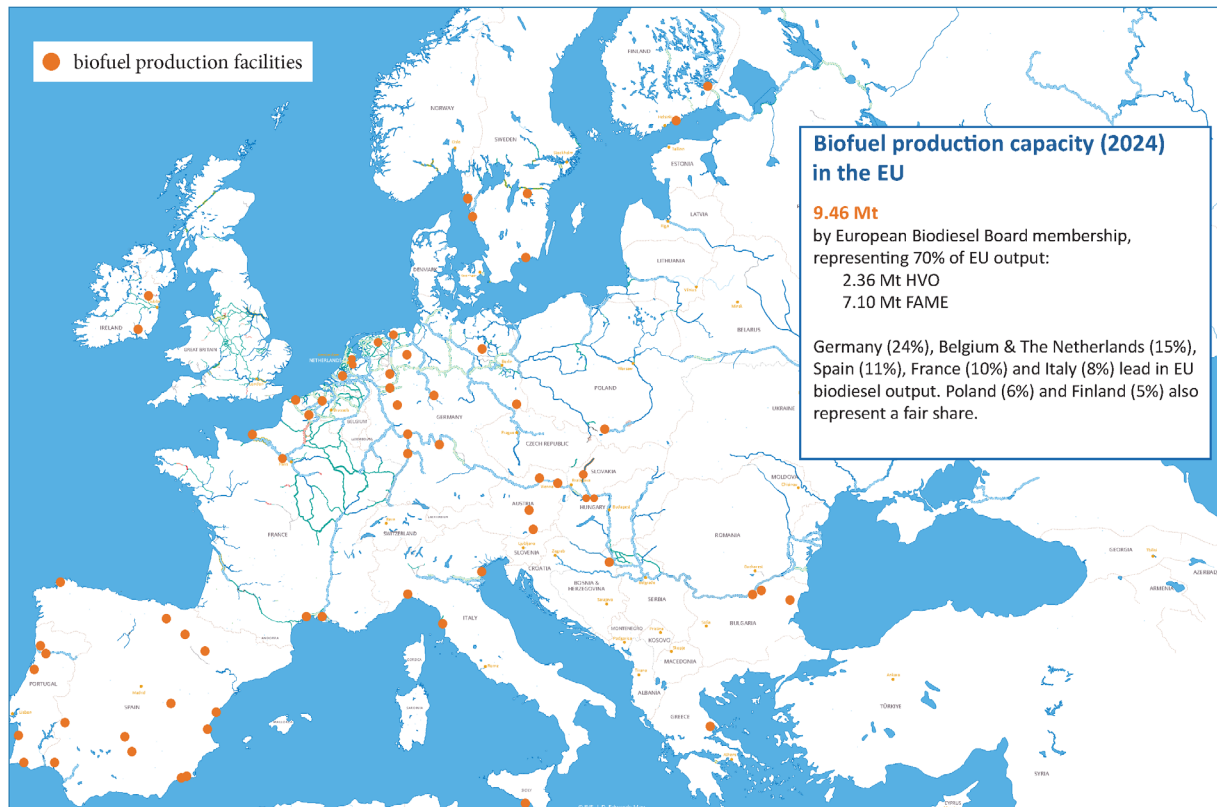 biofuel production facilities
Biofuel production capacity (2024)
in the EU
9.46 Mt
by European Biodiesel Board membership,
representing 70% of EU output:
2.36 Mt HVO
7.10 Mt FAME
Germany (24%), Belgium & The Netherlands (15%),
Spain (11%), France (10%) and Italy (8%) lead in EU
biodiesel output. Poland (6%) and Finland (5%) also
represent a fair share.
FINLAND
NORWAY
SWEDEN
ESTONIA
LATVIA
LITHUANIA
DENMARK
BELARUS
IRELAND
GREAT BRITAIN
NETHERLANDS
POLAND
GERMANY
UKRAINE
CZECH REPUBLIC
SLOVAKIA
MOLDOVA
AUSTRIA
FRANCE
SWITZERLAND
SLOVENIA
CROATIA
ROMANIA
BOSNIA &
HERZEGOVINA
SERBIA
GEORGIA
ARMENIA
ITALY
MONTENEGRO
KOSOVO
BULGARIA
MACEDONIA
ALBANIA
PORTUGAL
SPAIN
Madrid
GREECE
Ankara
TÜRKIYE
SYRIA
CYPRUS